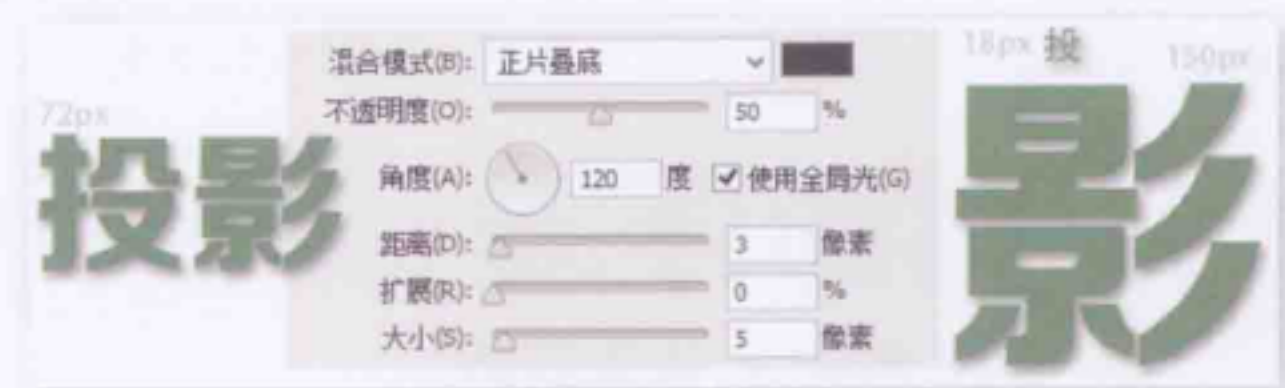 72px
投影
混合模式(B): 正片叠底
不透明度(O): 50 %
角度(A): 120 度 使用全局光(G)
距离(D): 3 像素
扩展(R): 0 %
大小(S): 5 像素
18px 投
150px
影